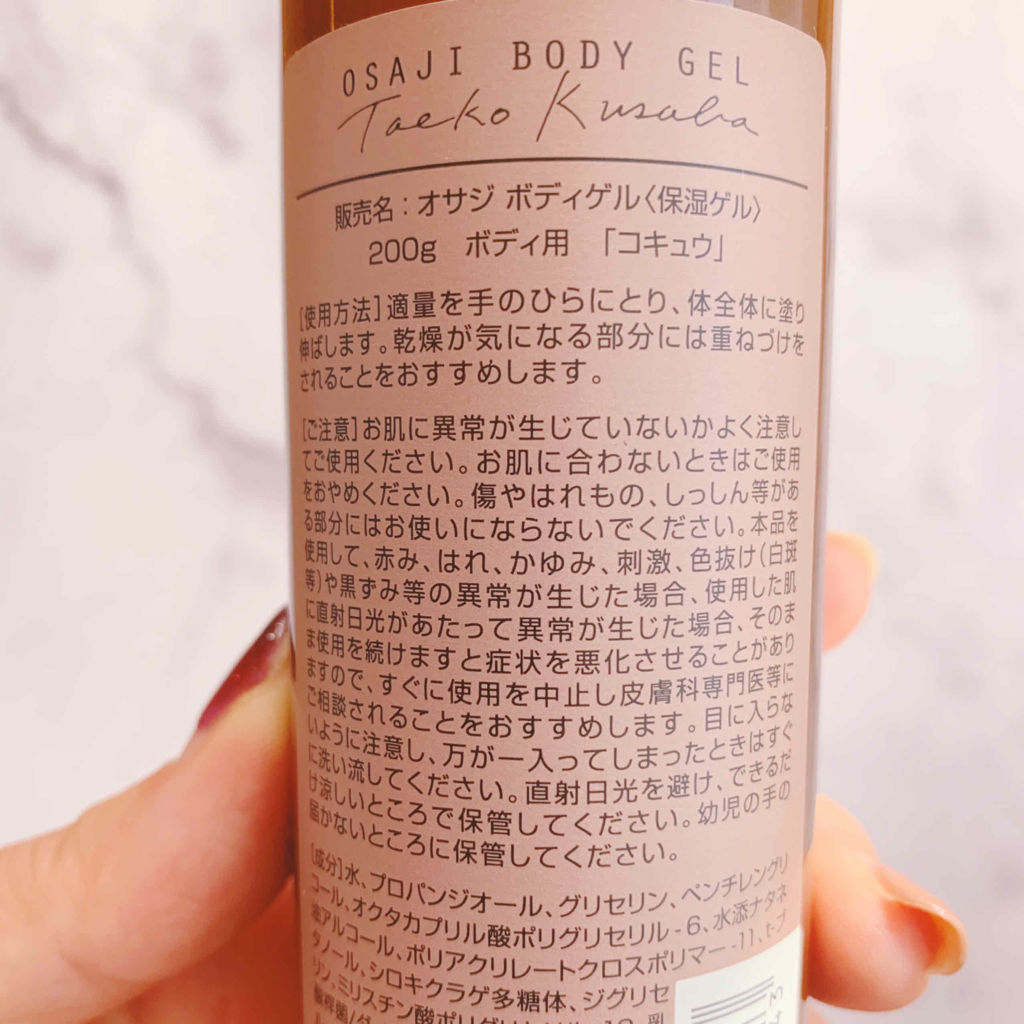 OSAJI BODY GEL
Taeko Kusaba
販売名：オサジ ボディゲル〈保湿ゲル〉
200g ボディ用 「コキュウ」
[使用方法]適量を手のひらにとり、体全体に塗り
伸ばします。乾燥が気になる部分には重ねづけを
されることをおすすめします。
[ご注意]お肌に異常が生じていないかよく注意し
てご使用ください。お肌に合わないときはご使用
をおやめください。傷やはれもの、しっしん等があ
る部分にはお使いにならないでください。本品を
使用して、赤み、はれ、かゆみ、刺激、色抜け(白斑
等)や黒ずみ等の異常が生じた場合、使用した肌
に直射日光があたって異常が生じた場合、そのま
ま使用を続けますと症状を悪化させることがあり
ますので、すぐに使用を中止し皮膚科専門医等に
ご相談されることをおすすめします。目に入らな
いように注意し、万が一入ってしまったときはすぐ
に洗い流してください。直射日光を避け、できるだ
け涼しいところで保管してください。幼児の手の
届かないところに保管してください。
[成分]水、プロパンジオール、グリセリン、ペンチレングリ
コール、オクタカプリル酸ポリグリセリル-6、水添ナタネ
油アルコール、ポリアクリレートクロスポリマー-11、t-ブ
タノール、シロキクラゲ多糖体、ジグリセ
リン、ミリスチン酸ポリグリセリル-10、乳